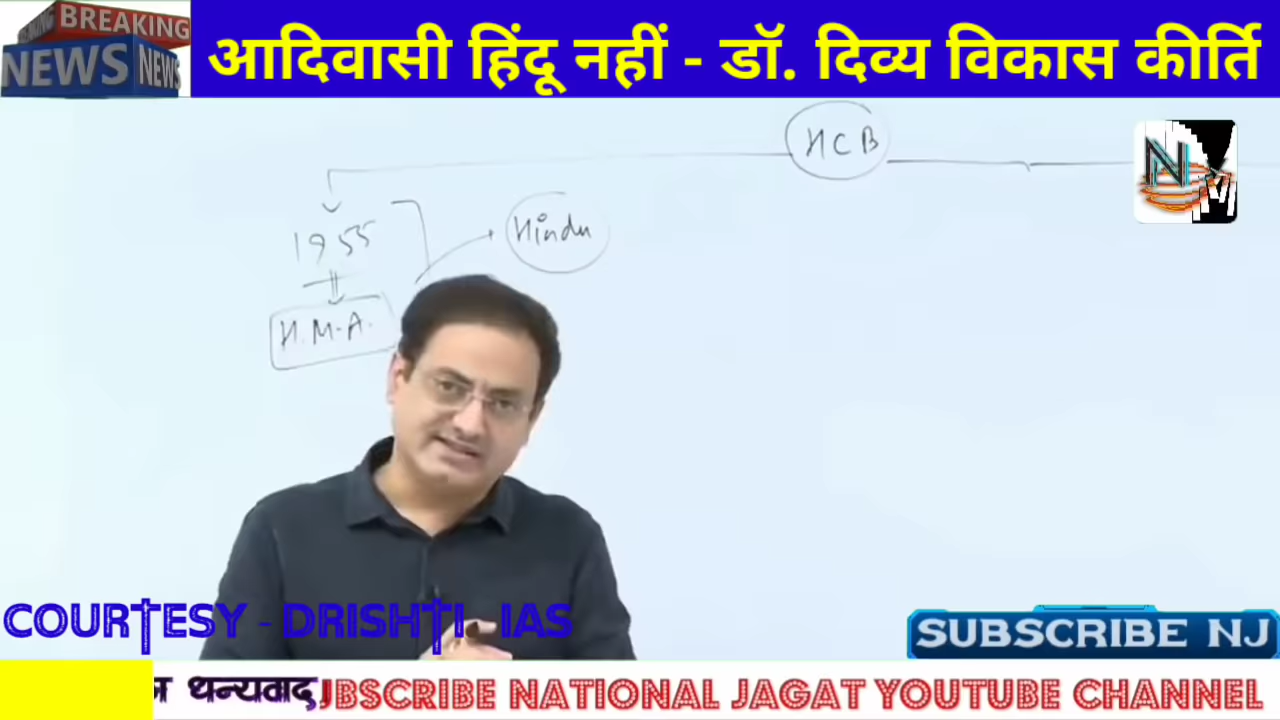 BREAKING
NEWS NEWS
आदिवासी हिंदू नहीं - डॉ. दिव्य विकास कीर्ति
HCB
1955
Hindu
H.M.A.
COURTESY - DRISHTI IAS
SUBSCRIBE NJ
धन्यवाद, UBSCRIBE NATIONAL JAGAT YOUTUBE CHANNEL